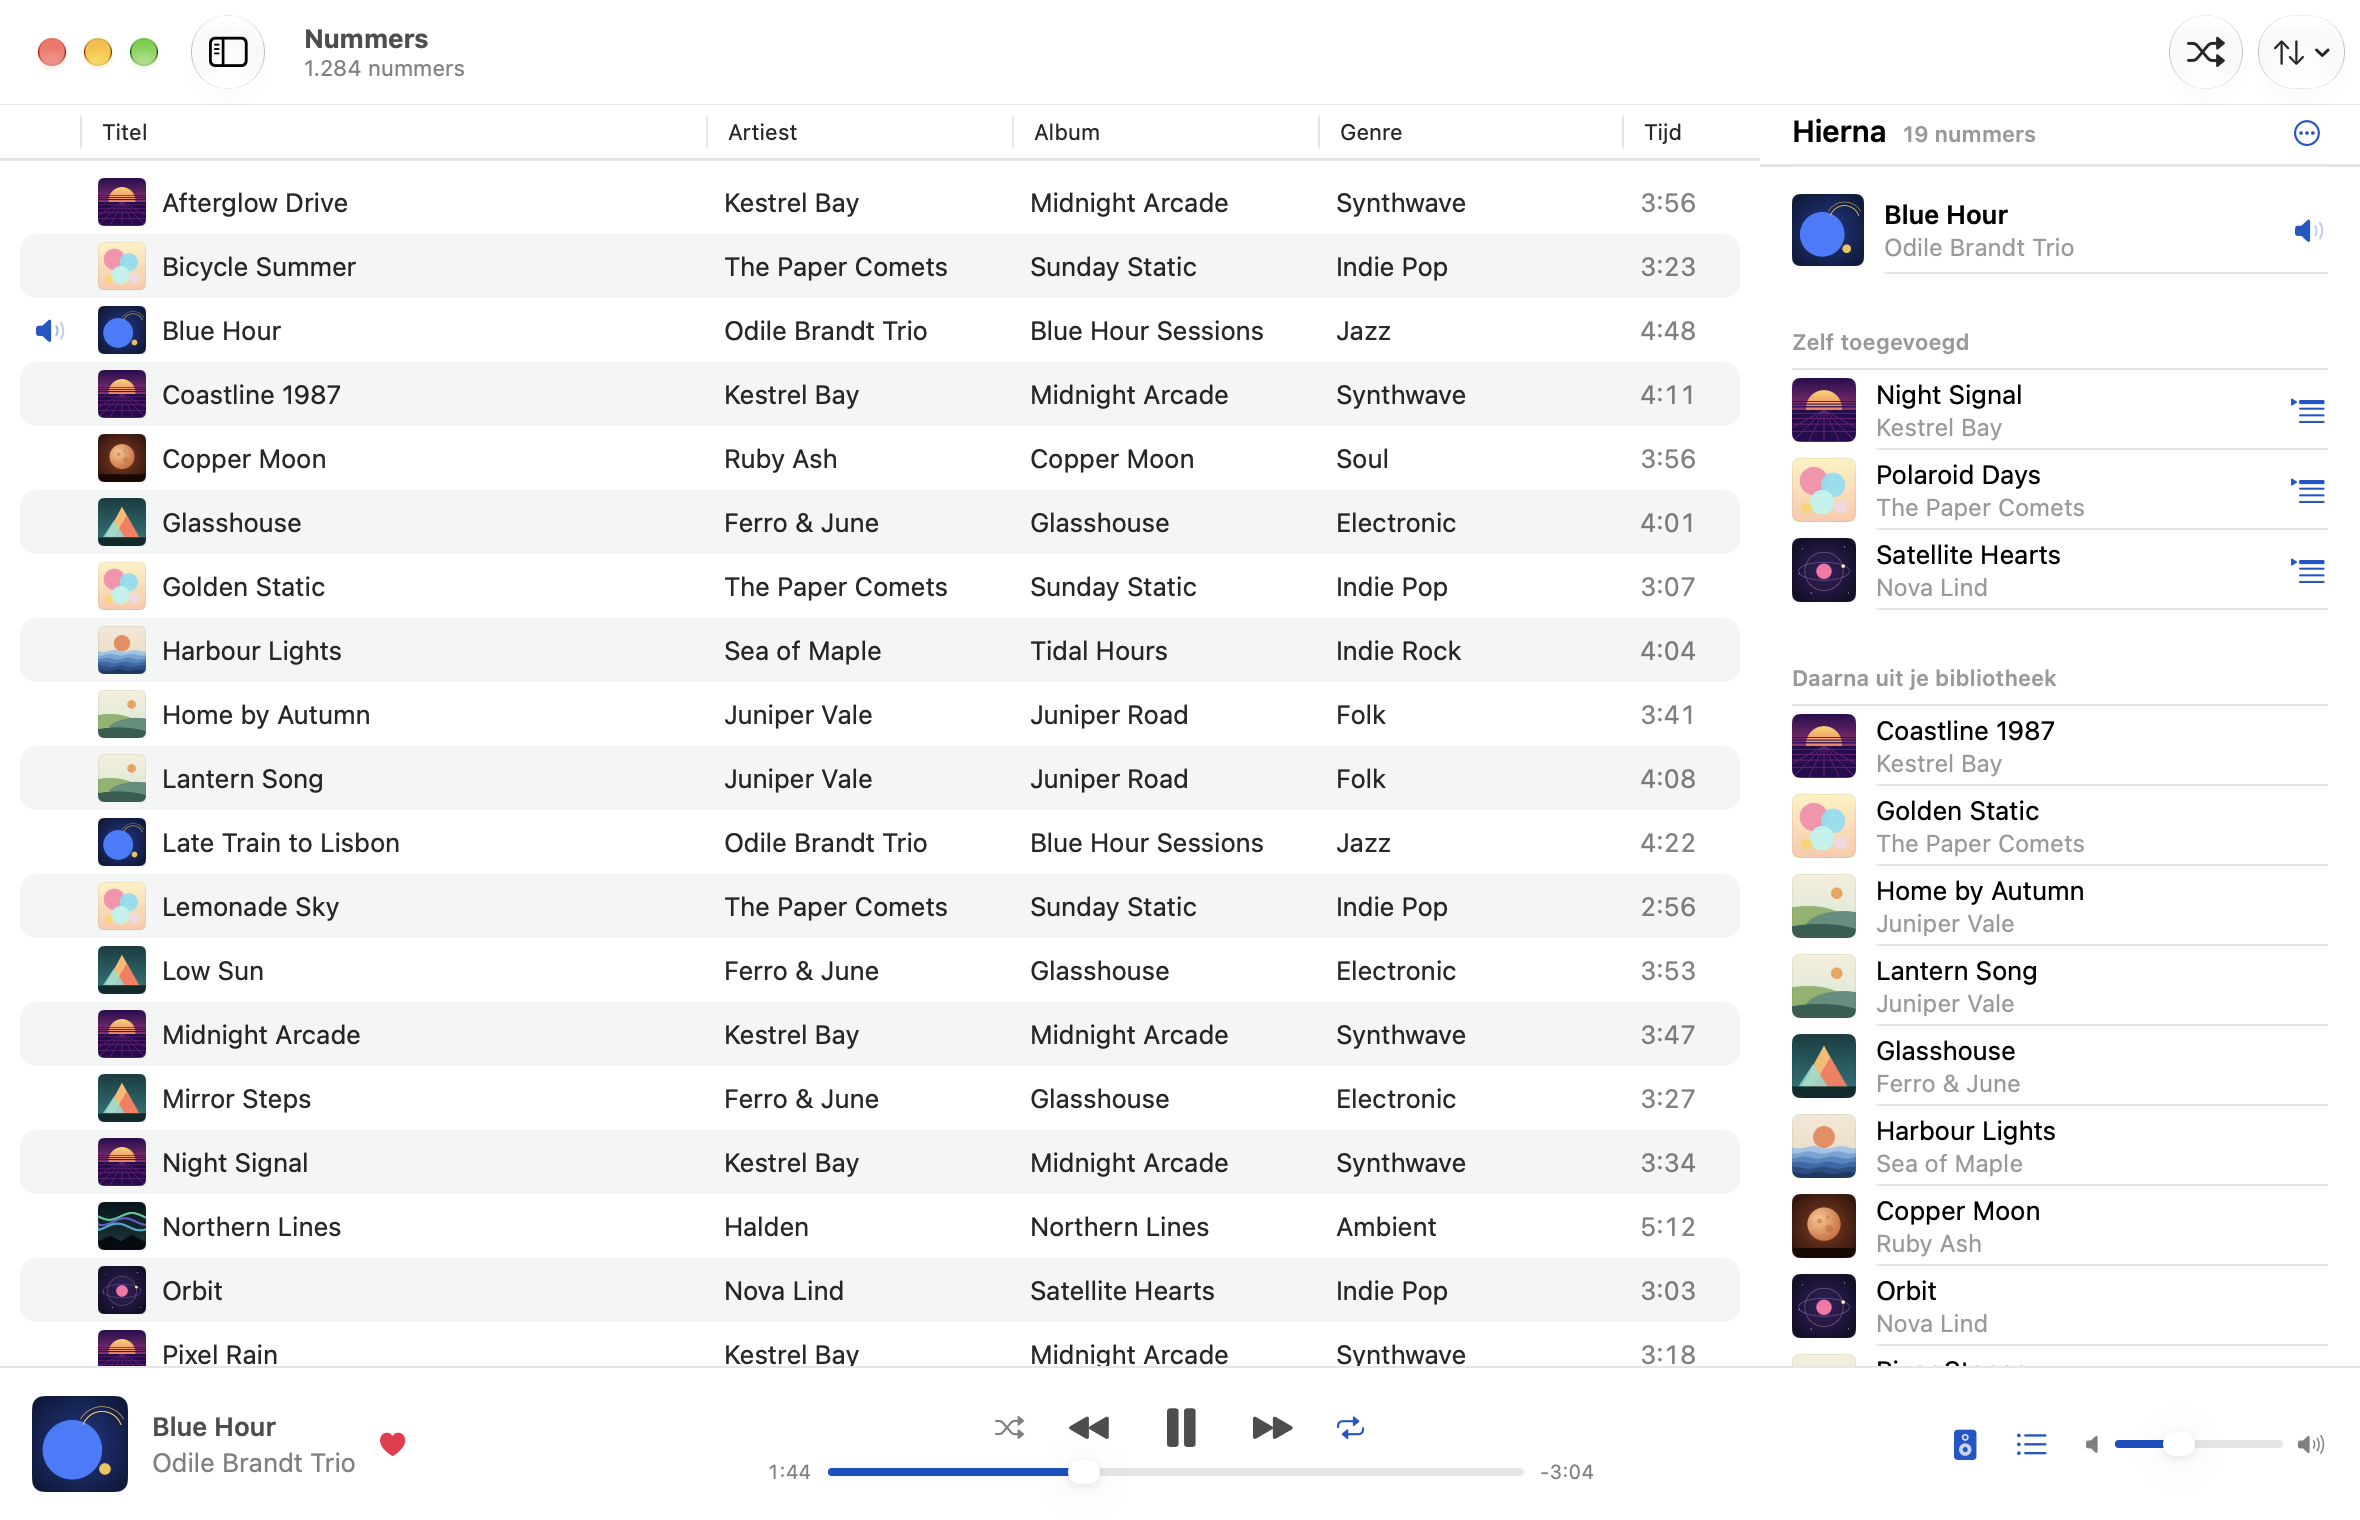 Nummers
1.284 nummers
Titel Artiest Album Genre Tijd
Afterglow Drive Kestrel Bay Midnight Arcade Synthwave 3:56
Bicycle Summer The Paper Comets Sunday Static Indie Pop 3:23
Blue Hour Odile Brandt Trio Blue Hour Sessions Jazz 4:48
Coastline 1987 Kestrel Bay Midnight Arcade Synthwave 4:11
Copper Moon Ruby Ash Copper Moon Soul 3:56
Glasshouse Ferro & June Glasshouse Electronic 4:01
Golden Static The Paper Comets Sunday Static Indie Pop 3:07
Harbour Lights Sea of Maple Tidal Hours Indie Rock 4:04
Home by Autumn Juniper Vale Juniper Road Folk 3:41
Lantern Song Juniper Vale Juniper Road Folk 4:08
Late Train to Lisbon Odile Brandt Trio Blue Hour Sessions Jazz 4:22
Lemonade Sky The Paper Comets Sunday Static Indie Pop 2:56
Low Sun Ferro & June Glasshouse Electronic 3:53
Midnight Arcade Kestrel Bay Midnight Arcade Synthwave 3:47
Mirror Steps Ferro & June Glasshouse Electronic 3:27
Night Signal Kestrel Bay Midnight Arcade Synthwave 3:34
Northern Lines Halden Northern Lines Ambient 5:12
Orbit Nova Lind Satellite Hearts Indie Pop 3:03
Pixel Rain Kestrel Bay Midnight Arcade Synthwave 3:18
Hierna 19 nummers
Blue Hour
Odile Brandt Trio
Zelf toegevoegd
Night Signal
Kestrel Bay
Polaroid Days
The Paper Comets
Satellite Hearts
Nova Lind
Daarna uit je bibliotheek
Coastline 1987
Kestrel Bay
Golden Static
The Paper Comets
Home by Autumn
Juniper Vale
Lantern Song
Juniper Vale
Glasshouse
Ferro & June
Harbour Lights
Sea of Maple
Copper Moon
Ruby Ash
Orbit
Nova Lind
Blue Hour
Odile Brandt Trio
1:44 -3:04